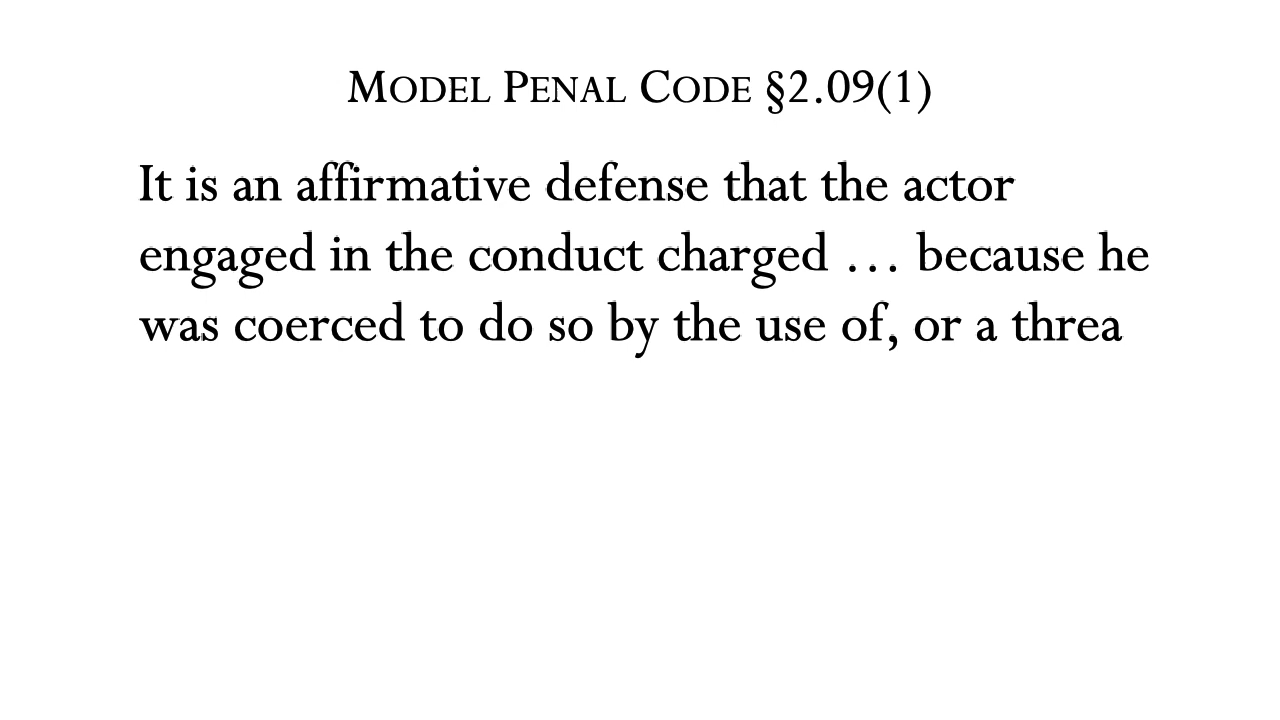 MODEL PENAL CODE §2.09(1)
It is an affirmative defense that the actor
engaged in the conduct charged … because he
was coerced to do so by the use of, or a threa